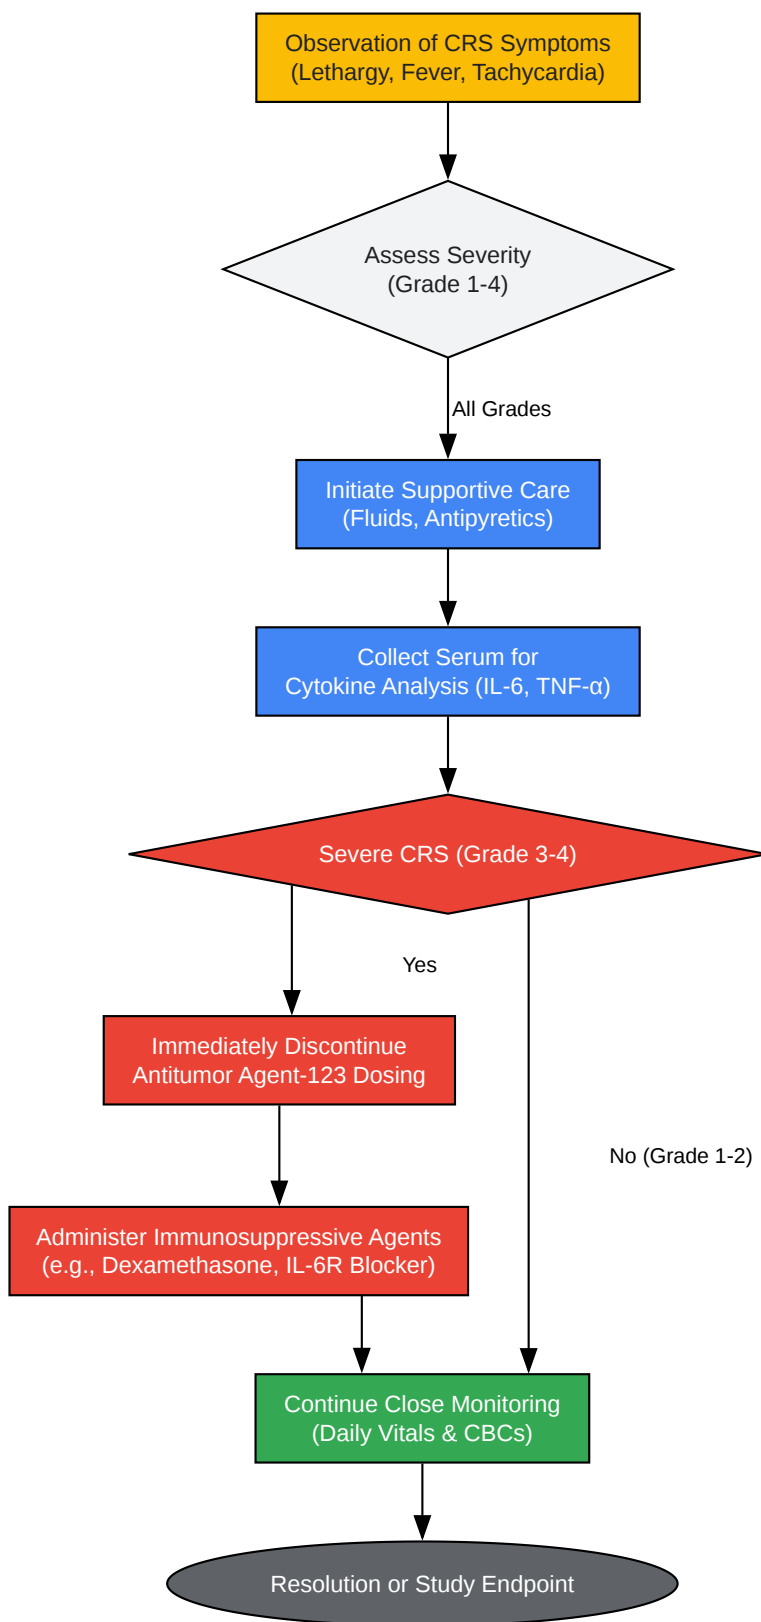 Observation of CRS Symptoms
(Lethargy, Fever, Tachycardia)
Assess Severity
(Grade 1-4)
All Grades
Initiate Supportive Care
(Fluids, Antipyretics)
Collect Serum for
Cytokine Analysis (IL-6, TNF-α)
Severe CRS (Grade 3-4)
Yes
Immediately Discontinue
Antitumor Agent-123 Dosing
No (Grade 1-2)
Administer Immunosuppressive Agents
(e.g., Dexamethasone, IL-6R Blocker)
Continue Close Monitoring
(Daily Vitals & CBCs)
Resolution or Study Endpoint